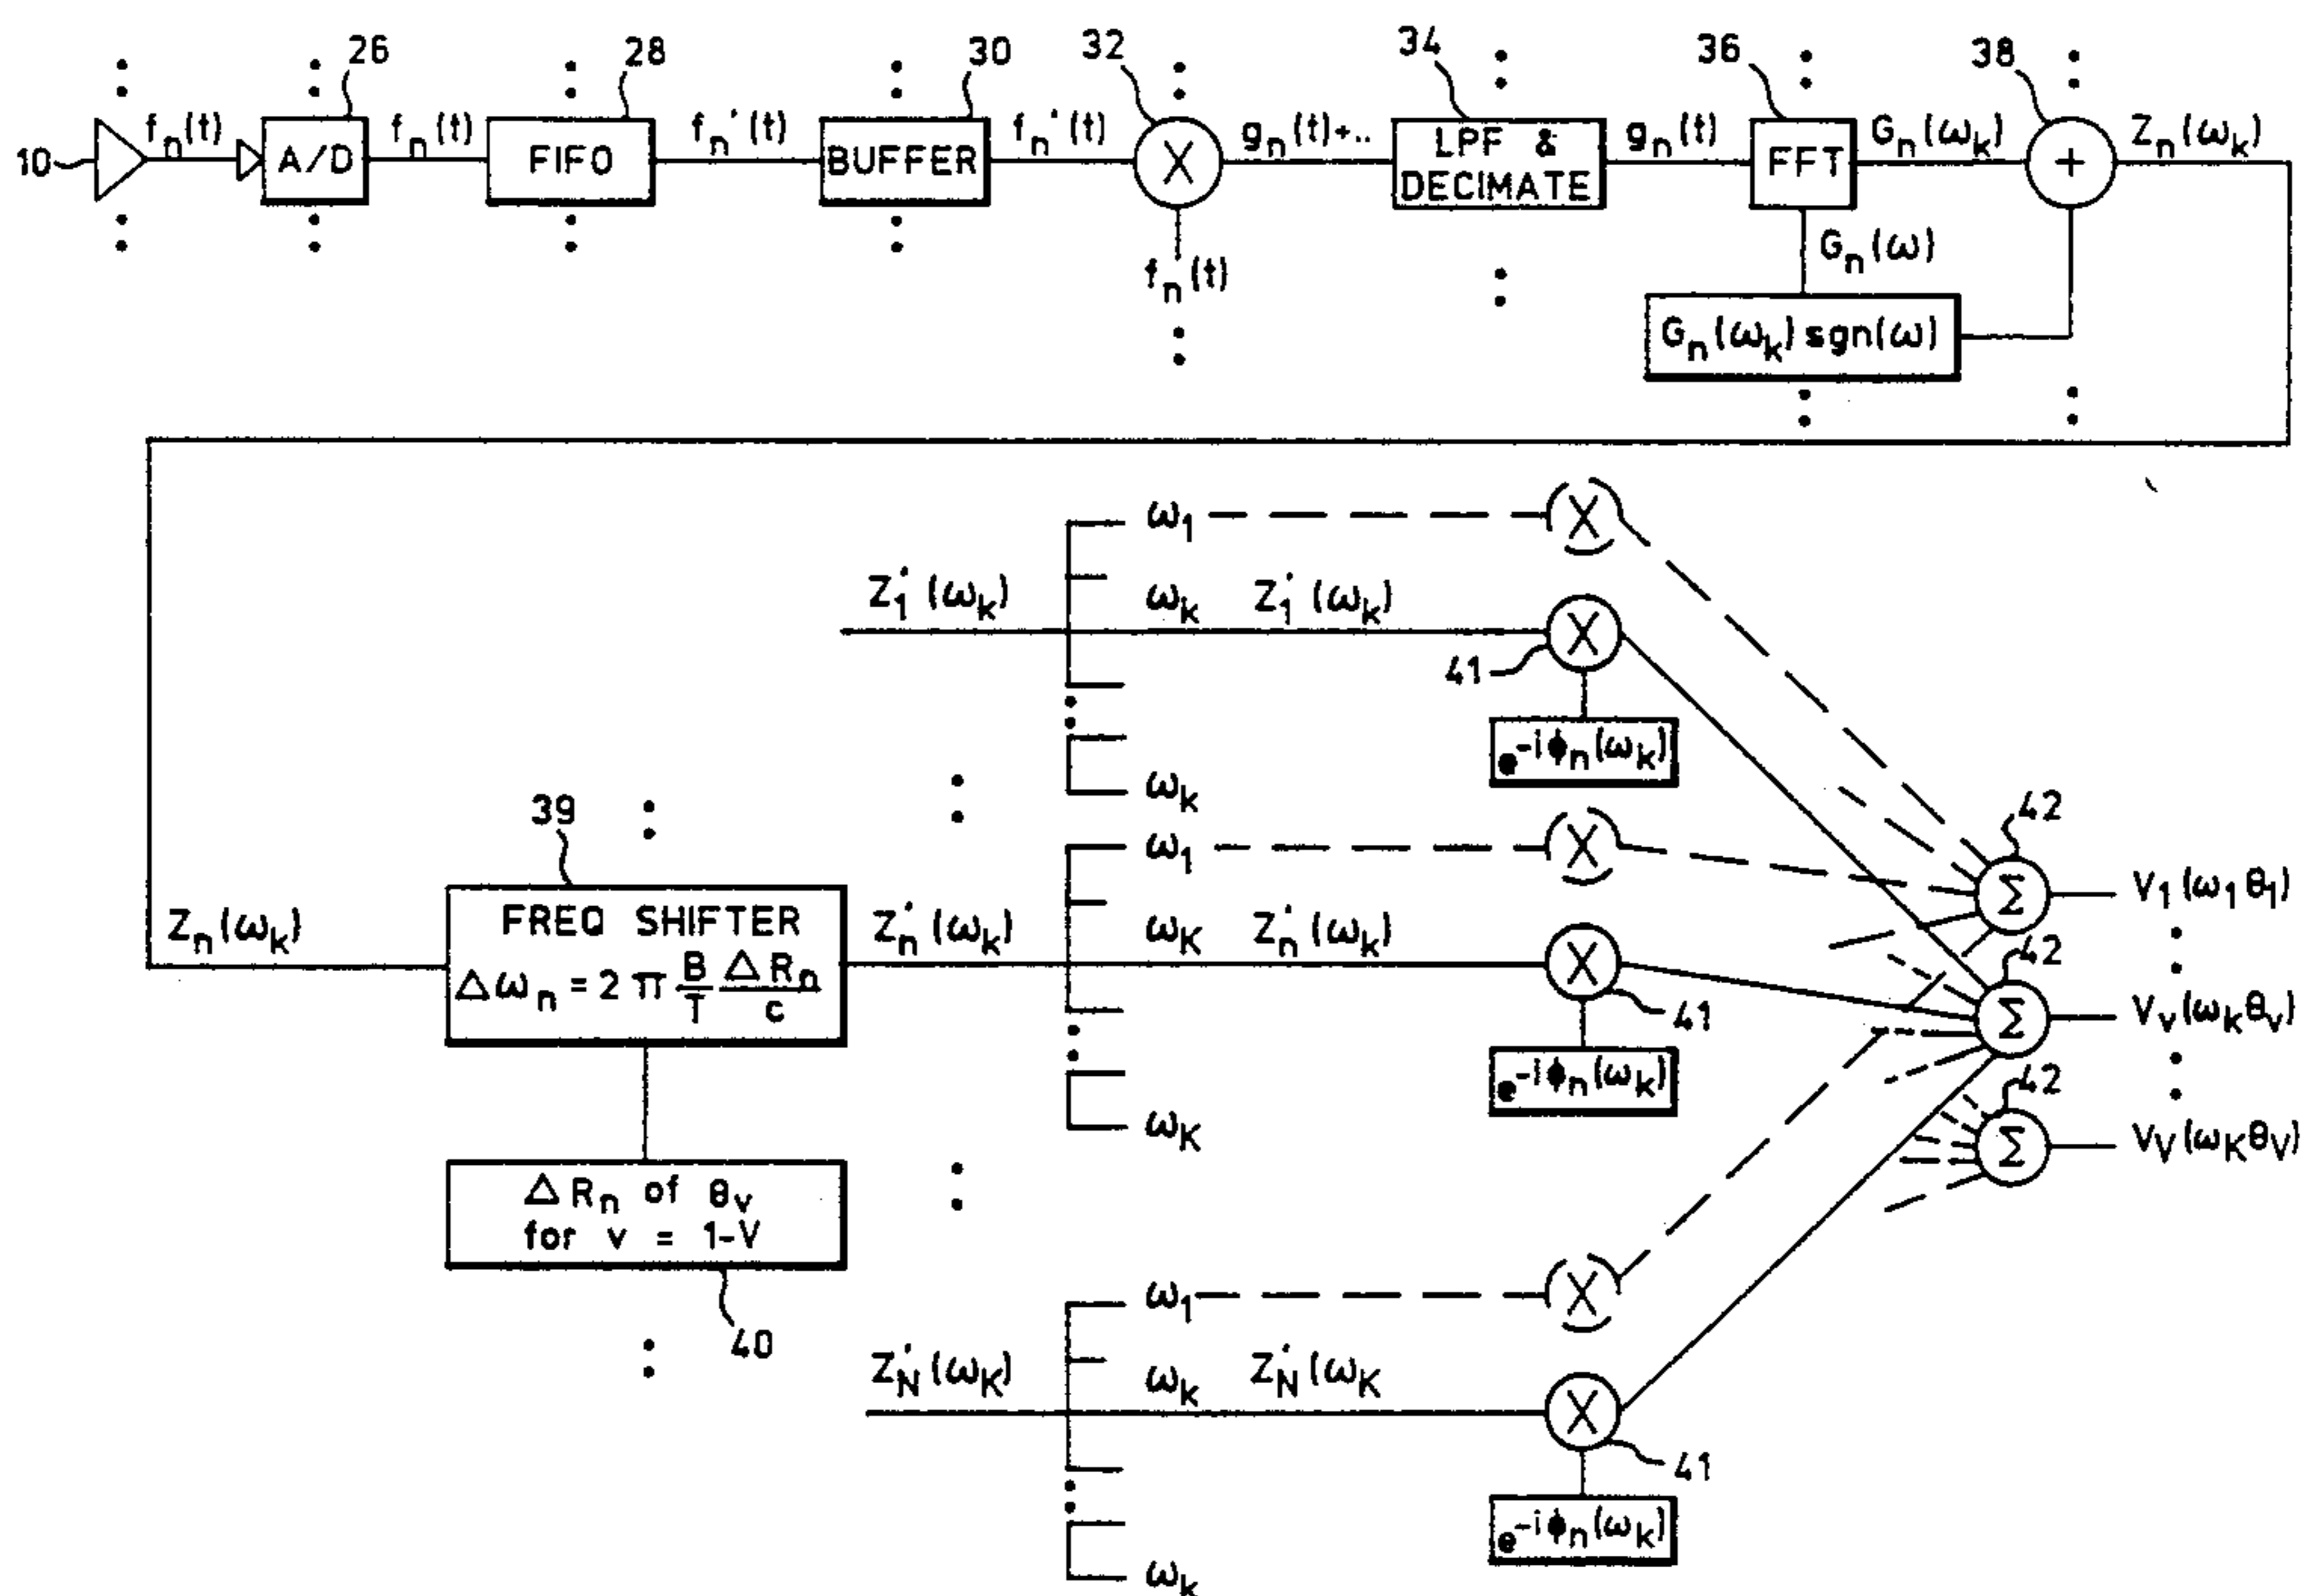 26
28
30
32
34
36
38
10
fn(t)
A/D
fn(t)
FIFO
fn'(t)
BUFFER
fn'(t)
X
gn(t)+..
LPF &
DECIMATE
gn(t)
FFT
Gn(ωk)
+
Zn(ωk)
fn(t)
Gn(ω)
Gn(ωk) sgn(ω)
ω1
X
Z1'(ωk)
ωk
Z1'(ωk)
X
41
e-iϕn(ωk)
ωk
39
42
ω1
X
Σ
V1(ω1θ1)
Zn(ωk)
FREQ SHIFTER
Δωn = 2π B/T ΔRn/c
Zn'(ωk)
ωK
Zn'(ωk)
X
41
42
Σ
Vv(ωkθv)
e-iϕn(ωk)
42
ωK
Σ
VV(ωKθV)
ΔRn of θv
for v = 1-V
40
ω1
X
ZN'(ωK)
ωk
ZN'(ωK
X
41
e-iϕn(ωk)
ωk